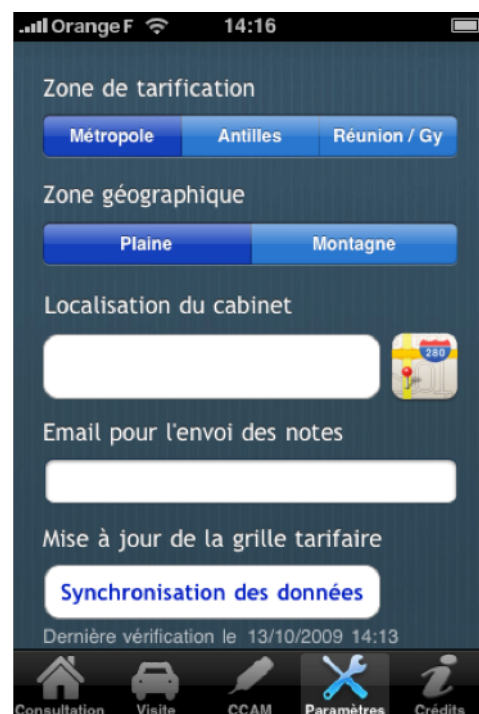 Orange F 14:16
Zone de tarification
Métropole Antilles Réunion / Gy
Zone géographique
Plaine Montagne
Localisation du cabinet
280
Email pour l'envoi des notes
Mise à jour de la grille tarifaire
Synchronisation des données
Dernière vérification le 13/10/2009 14:13
Consultation Visite CCAM Paramètres Crédits